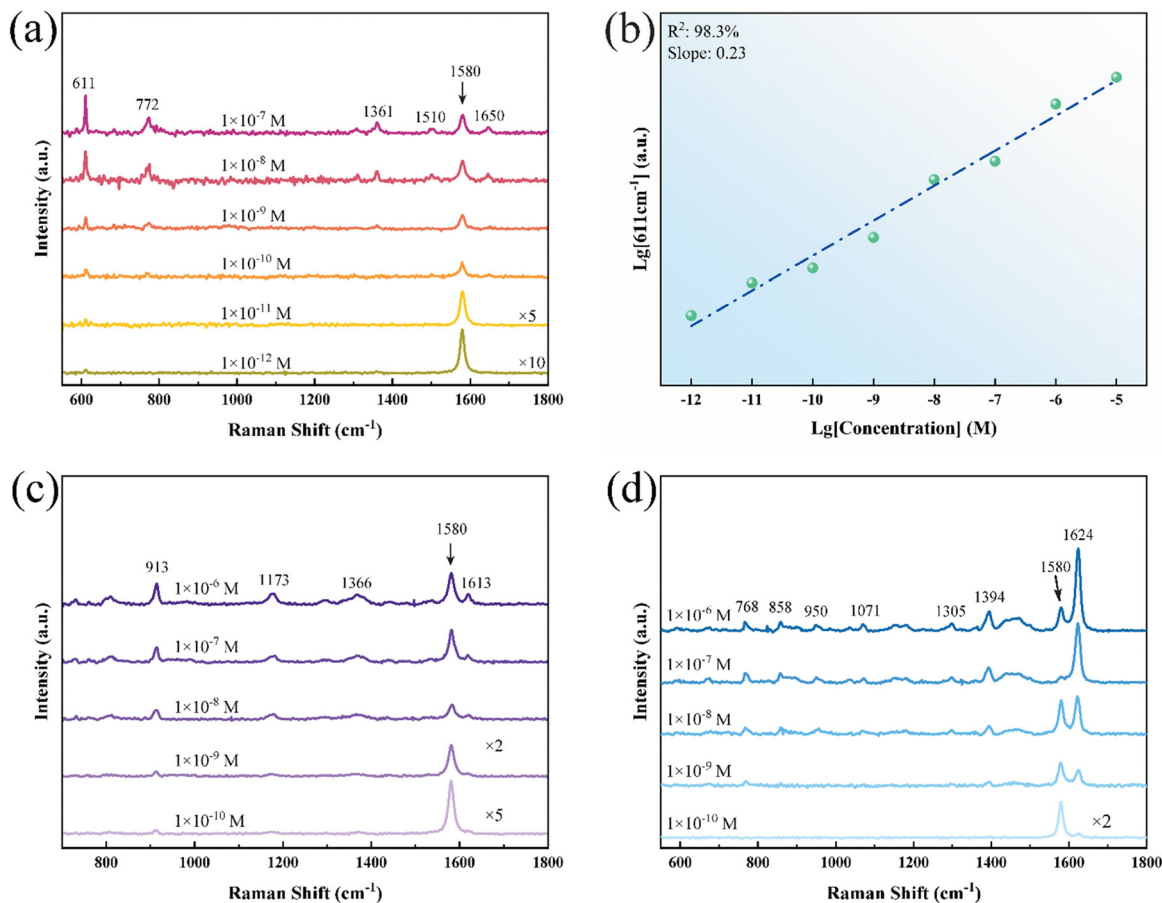 (a)
1580
611
772
1361
1510
1650
1×10⁻⁷ M
1×10⁻⁸ M
1×10⁻⁹ M
1×10⁻¹⁰ M
1×10⁻¹¹ M
×5
1×10⁻¹² M
×10
600 800 1000 1200 1400 1600 1800
Raman Shift (cm⁻¹)
Intensity (a.u.)
(b)
R²: 98.3%
Slope: 0.23
Lg[611cm⁻¹] (a.u.)
-12 -11 -10 -9 -8 -7 -6 -5
Lg[Concentration] (M)
(c)
1580
913
1173
1366
1613
1×10⁻⁶ M
1×10⁻⁷ M
1×10⁻⁸ M
1×10⁻⁹ M
×2
1×10⁻¹⁰ M
×5
800 1000 1200 1400 1600 1800
Raman Shift (cm⁻¹)
Intensity (a.u.)
(d)
1624
1580
768
858
950
1071
1305
1394
1×10⁻⁶ M
1×10⁻⁷ M
1×10⁻⁸ M
1×10⁻⁹ M
1×10⁻¹⁰ M
×2
600 800 1000 1200 1400 1600 1800
Raman Shift (cm⁻¹)
Intensity (a.u.)